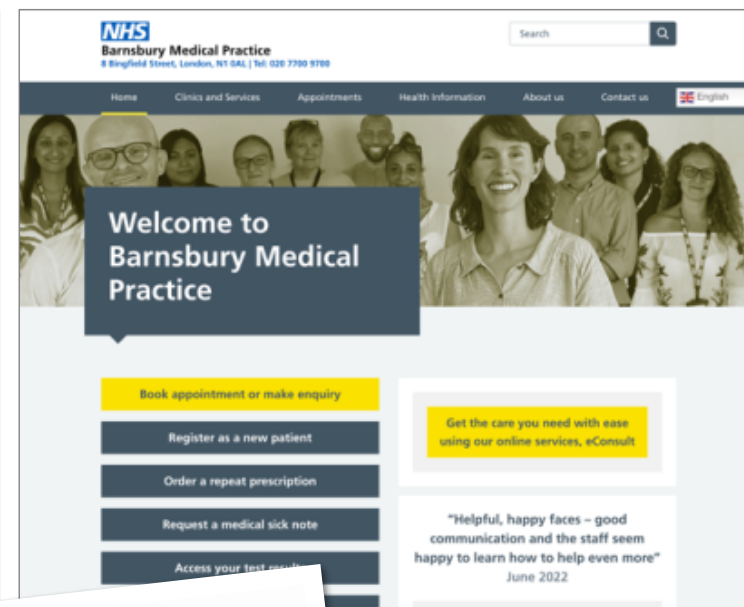 NHS
Barnsbury Medical Practice
8 Bingfield Street, London, N1 0AL | Tel: 020 7700 9700
Search
Home
Clinics and Services
Appointments
Health Information
About us
Contact us
English
Welcome to
Barnsbury Medical
Practice
Book appointment or make enquiry
Register as a new patient
Order a repeat prescription
Request a medical sick note
Access your test
Get the care you need with ease
using our online services, eConsult
"Helpful, happy faces – good
communication and the staff seem
happy to learn how to help even more"
June 2022